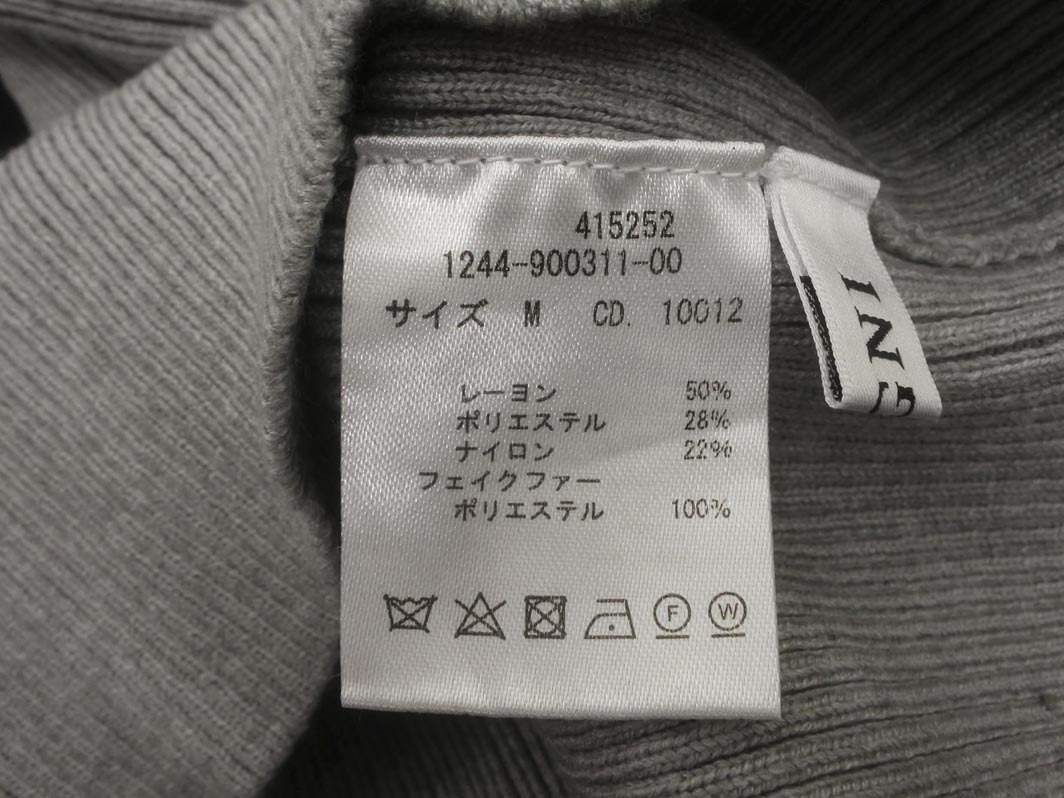 415252
1244-900311-00
サイズ M CD. 10012
レーヨン 50%
ポリエステル 28%
ナイロン 22%
フェイクファー
ポリエステル 100%
F W
IN